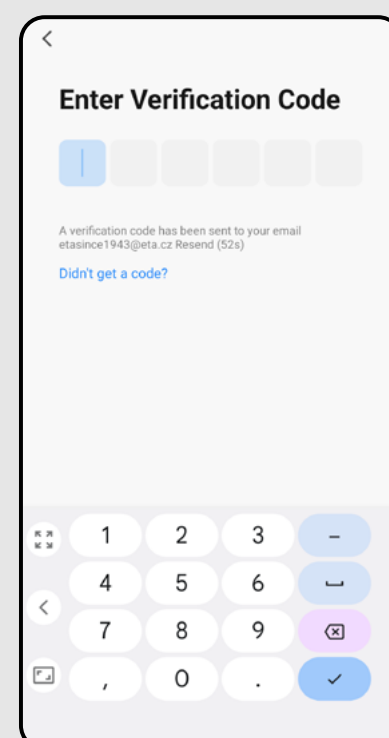 Enter Verification Code
A verification code has been sent to your email
etasince1943@eta.cz Resend (52s)
Didn't get a code?
1 2 3 –
4 5 6
7 8 9
, 0 .